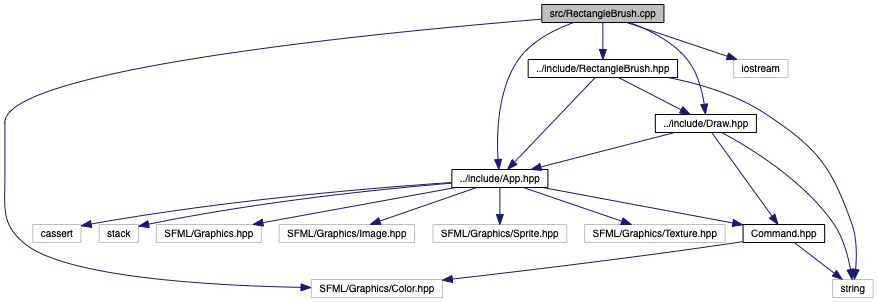 src/RectangleBrush.cpp
../include/RectangleBrush.hpp
iostream
../include/Draw.hpp
../include/App.hpp
cassert
stack
SFML/Graphics.hpp
SFML/Graphics/Image.hpp
SFML/Graphics/Sprite.hpp
SFML/Graphics/Texture.hpp
Command.hpp
SFML/Graphics/Color.hpp
string